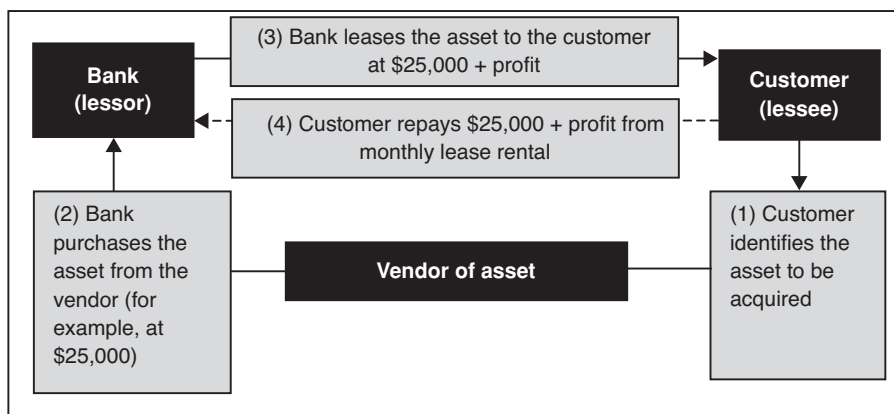 Bank
(lessor)
(3) Bank leases the asset to the customer
at $25,000 + profit
Customer
(lessee)
(4) Customer repays $25,000 + profit from
monthly lease rental
(2) Bank
purchases the
asset from the
vendor (for
example, at
$25,000)
Vendor of asset
(1) Customer
identifies the
asset to be
acquired